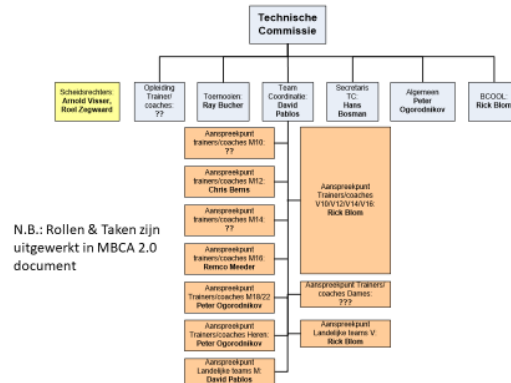 Technische
Commissie
Scheidsrechters:
Arnold Visser,
Roel Zegwaard
Opleiding
Trainer/
coaches:
??
Toernooien:
Ray Bucher
Team
Coordinatie:
David
Pablos
Secretaris
TC:
Hans
Bosman
Algemeen
Peter
Ogorodnikov
BCOOL:
Rick Blom
Aanspreekpunt
trainers/coaches M10:
??
Aanspreekpunt
trainers/coaches M12:
Chris Berns
Aanspreekpunt
trainers/coaches M14:
??
Aanspreekpunt
trainers/coaches M16:
Remco Meeder
Aanspreekpunt
Trainers/coaches M18/22
Peter Ogorodnikov
Aanspreekpunt
Trainers/coaches Heren:
Peter Ogorodnikov
Aanspreekpunt
Landelijke teams M:
David Pablos
Aanspreekpunt
Trainers/coaches
V10/V12/V14/V16:
Rick Blom
Aanspreekpunt Trainers/
coaches Dames:
???
Aanspreekpunt
Landelijke teams V:
Rick Blom
N.B.: Rollen & Taken zijn
uitgewerkt in MBCA 2.0
document